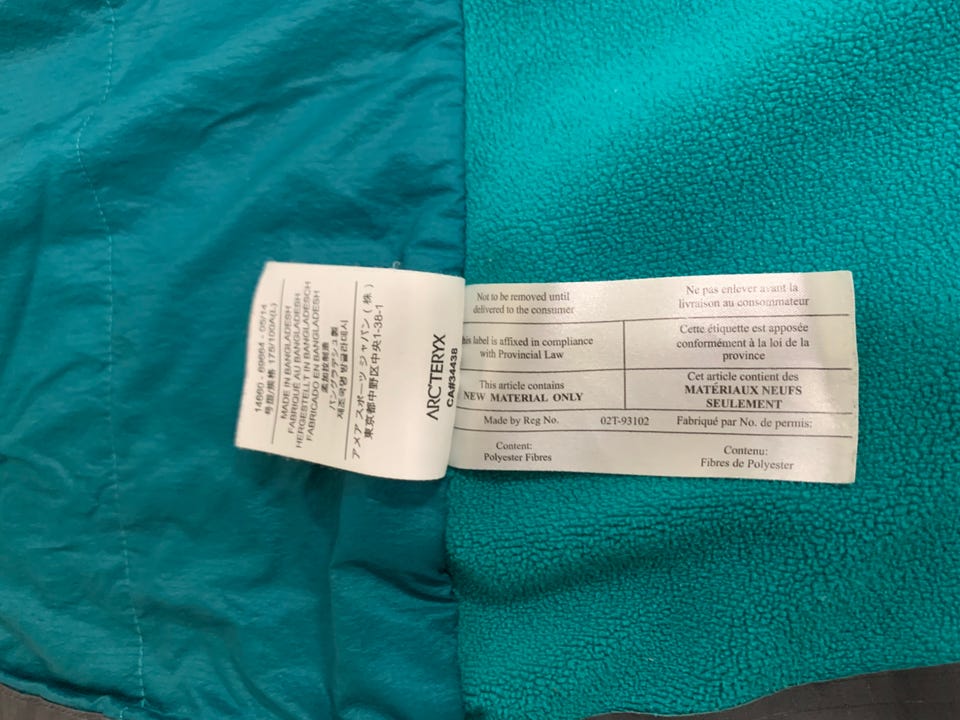 14660 - 69664 - 05/14
号型/规格 175/100A(L)
MADE IN BANGLADESH
FABRIQUÉ AU BANGLADESH
HERGESTELLT IN BANGLADESCH
FABRICADO EN BANGLADESH
孟加拉制造
バングラデシュ製
제조국명 방글라데시
アメア スポーツ ジャパン (株)
東京都中野区中央1-38-1
ARC'TERYX
CA#34438
Not to be removed until
delivered to the consumer
Ne pas enlever avant la
livraison au consommateur
his label is affixed in compliance
with Provincial Law
Cette étiquette est apposée
conformément à la loi de la
province
This article contains
NEW MATERIAL ONLY
Cet article contient des
MATÉRIAUX NEUFS
SEULEMENT
Made by Reg No. 02T-93102 Fabriqué par No. de permis:
Content:
Polyester Fibres
Contenu:
Fibres de Polyester